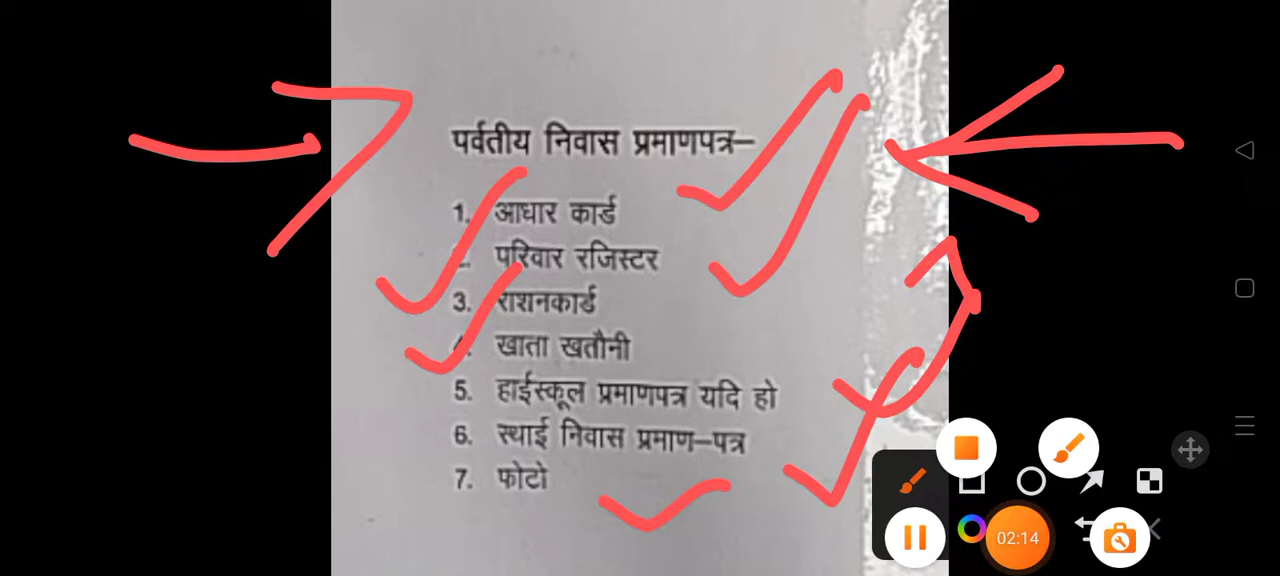 पर्वतीय निवास प्रमाणपत्र–
1. आधार कार्ड
2. परिवार रजिस्टर
3. राशनकार्ड
4. खाता खतौनी
5. हाईस्कूल प्रमाणपत्र यदि हो
6. स्थाई निवास प्रमाण–पत्र
7. फोटो
02:14